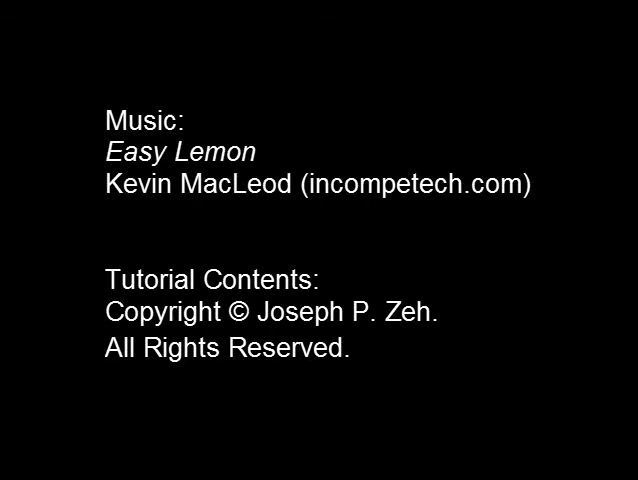 Music:
Easy Lemon
Kevin MacLeod (incompetech.com)
Tutorial Contents:
Copyright © Joseph P. Zeh.
All Rights Reserved.